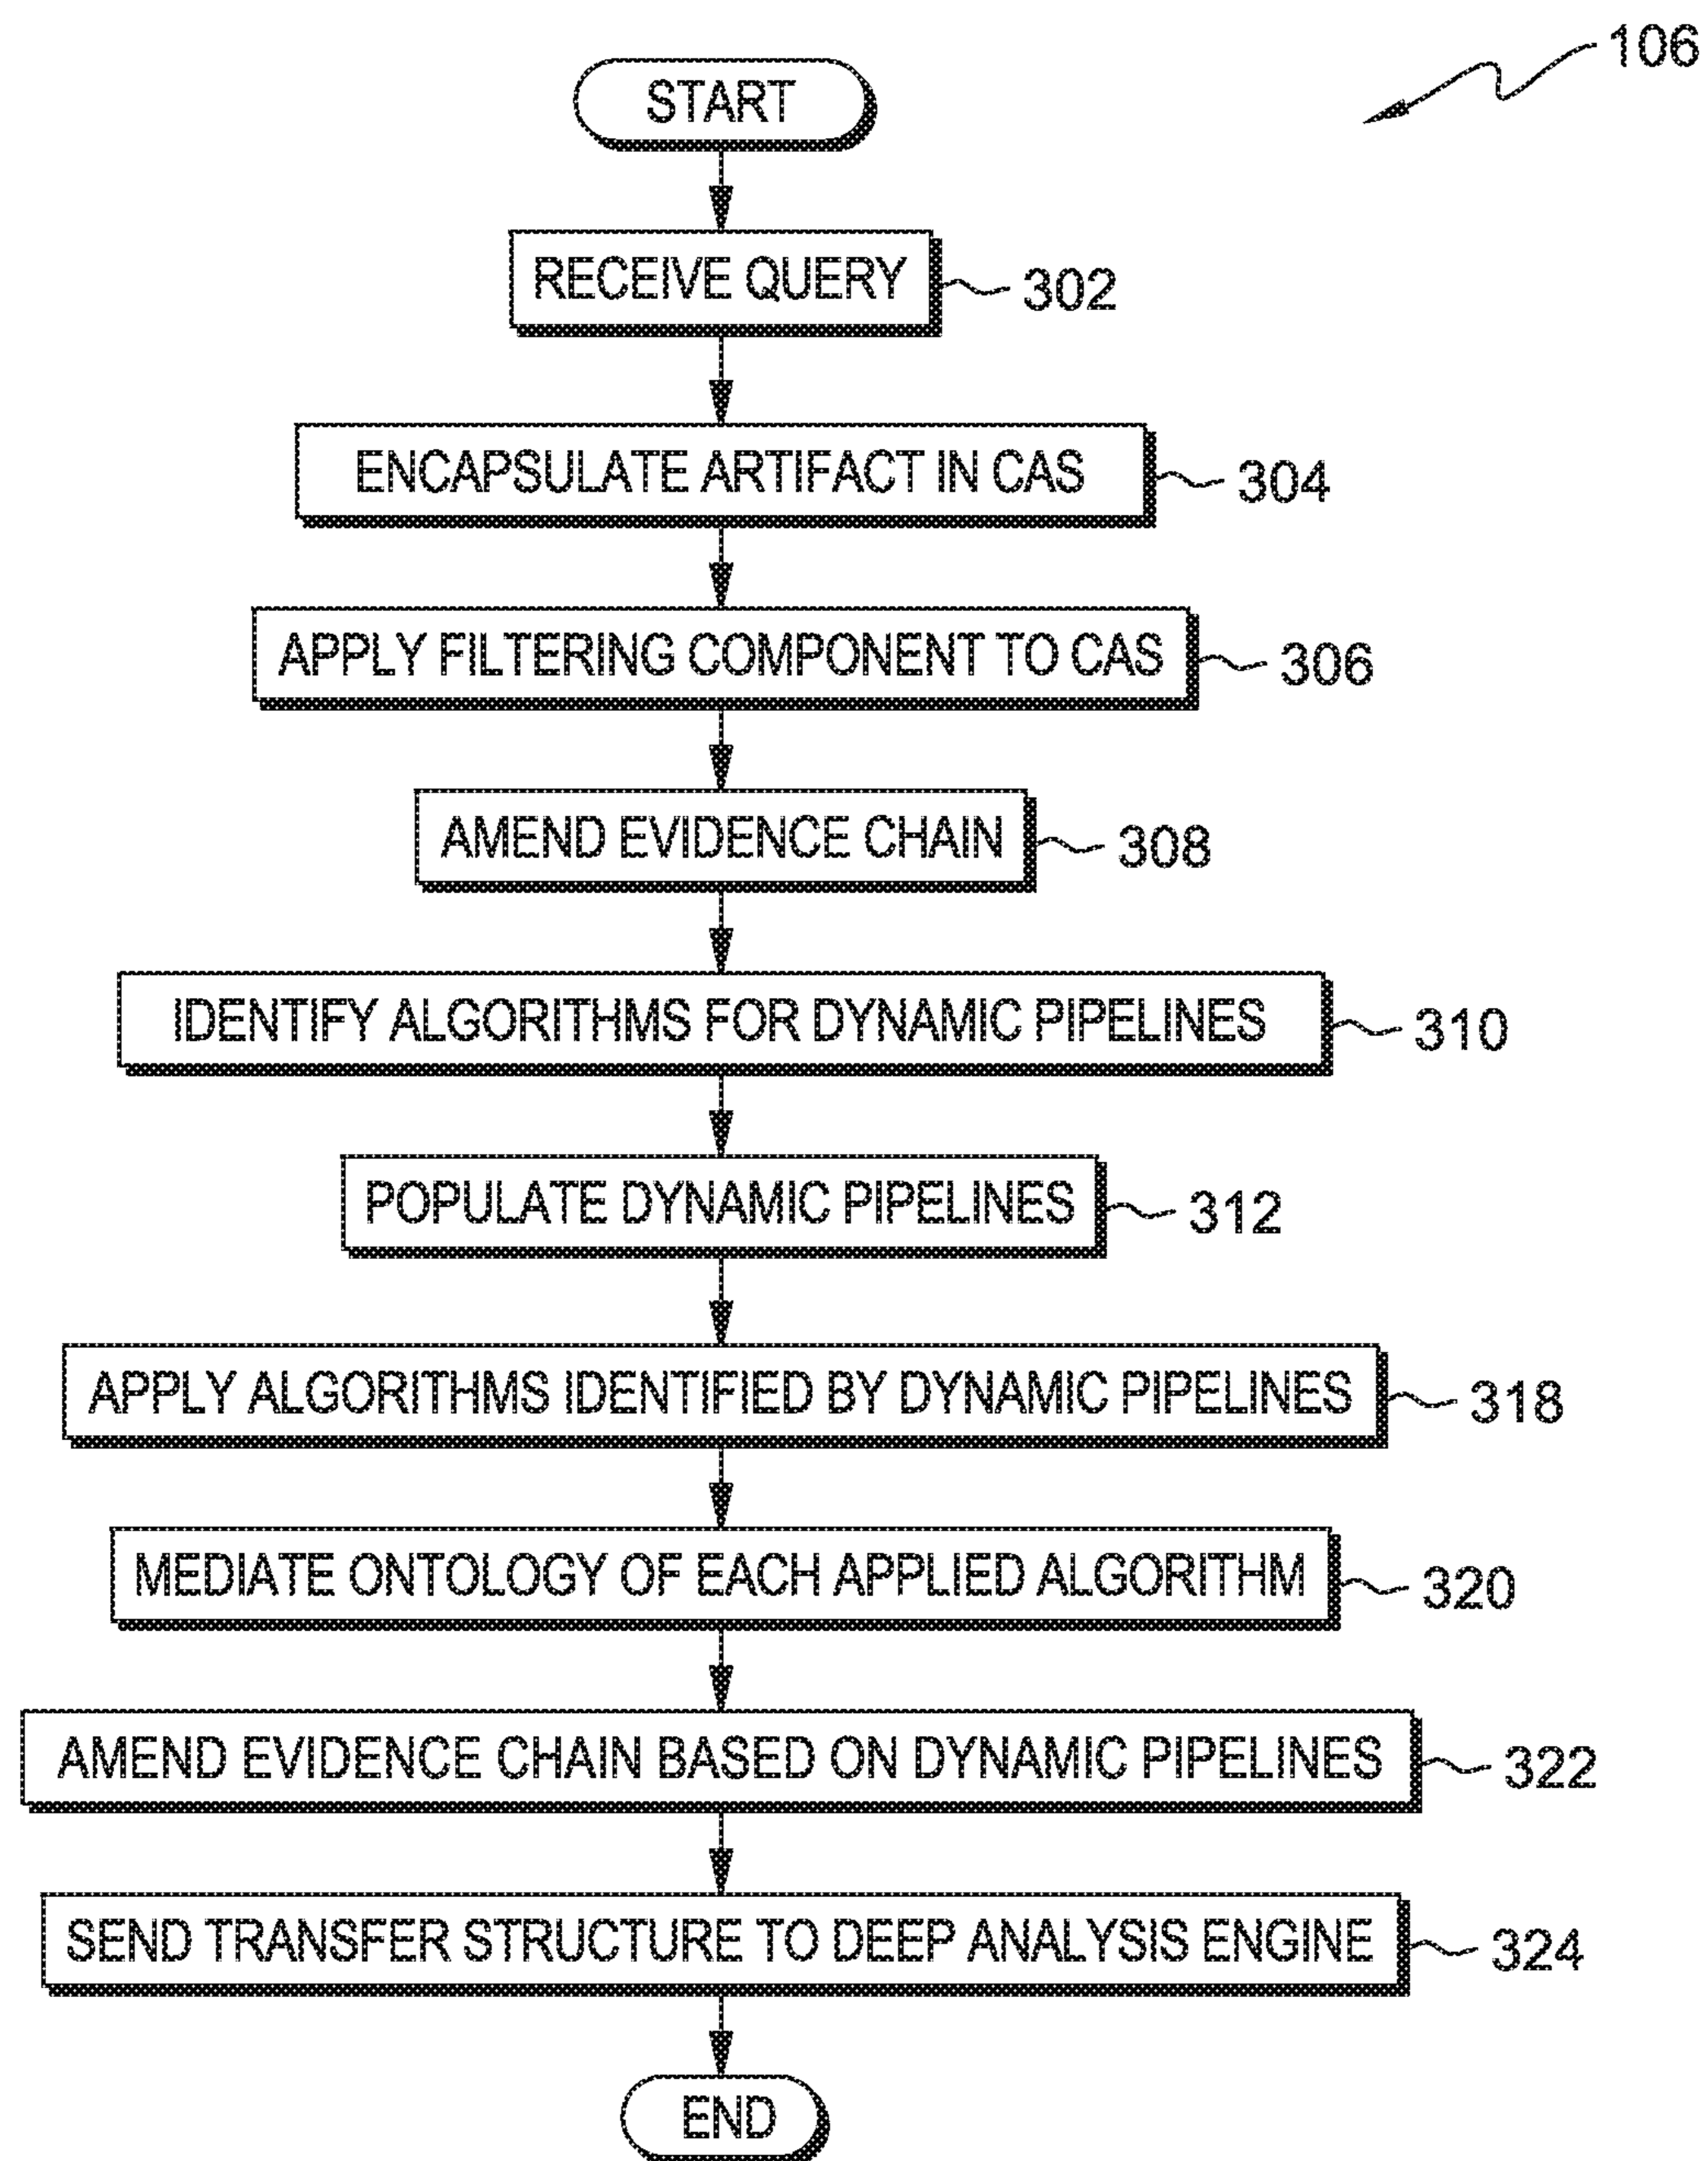 106
START
RECEIVE QUERY 302
ENCAPSULATE ARTIFACT IN CAS 304
APPLY FILTERING COMPONENT TO CAS 306
AMEND EVIDENCE CHAIN 308
IDENTIFY ALGORITHMS FOR DYNAMIC PIPELINES 310
POPULATE DYNAMIC PIPELINES 312
APPLY ALGORITHMS IDENTIFIED BY DYNAMIC PIPELINES 318
MEDIATE ONTOLOGY OF EACH APPLIED ALGORITHM 320
AMEND EVIDENCE CHAIN BASED ON DYNAMIC PIPELINES 322
SEND TRANSFER STRUCTURE TO DEEP ANALYSIS ENGINE 324
END